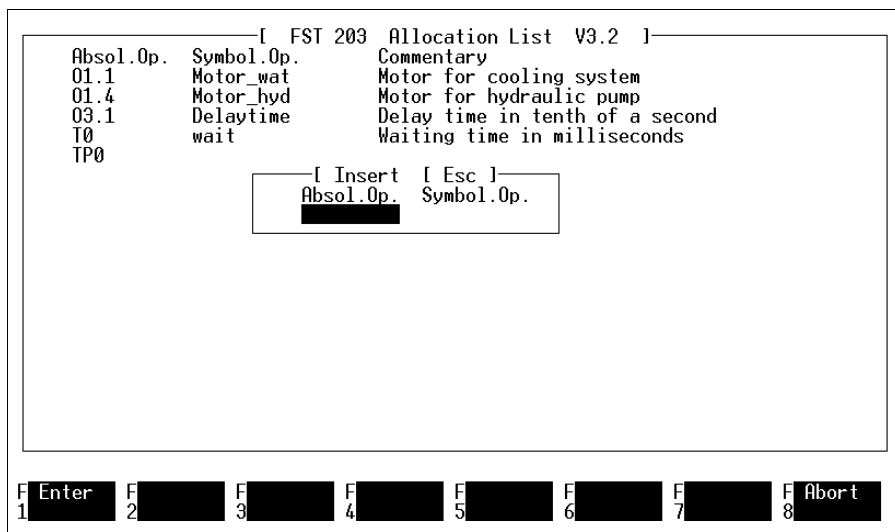 [ FST 203 Allocation List V3.2 ]
Absol.Op. Symbol.Op. Commentary
O1.1 Motor_wat Motor for cooling system
O1.4 Motor_hyd Motor for hydraulic pump
O3.1 Delaytime Delay time in tenth of a second
T0 wait Waiting time in milliseconds
TP0
[ Insert [ Esc ]
Absol.Op. Symbol.Op.
F1 Enter F2 F3 F4 F5 F6 F7 F8 Abort